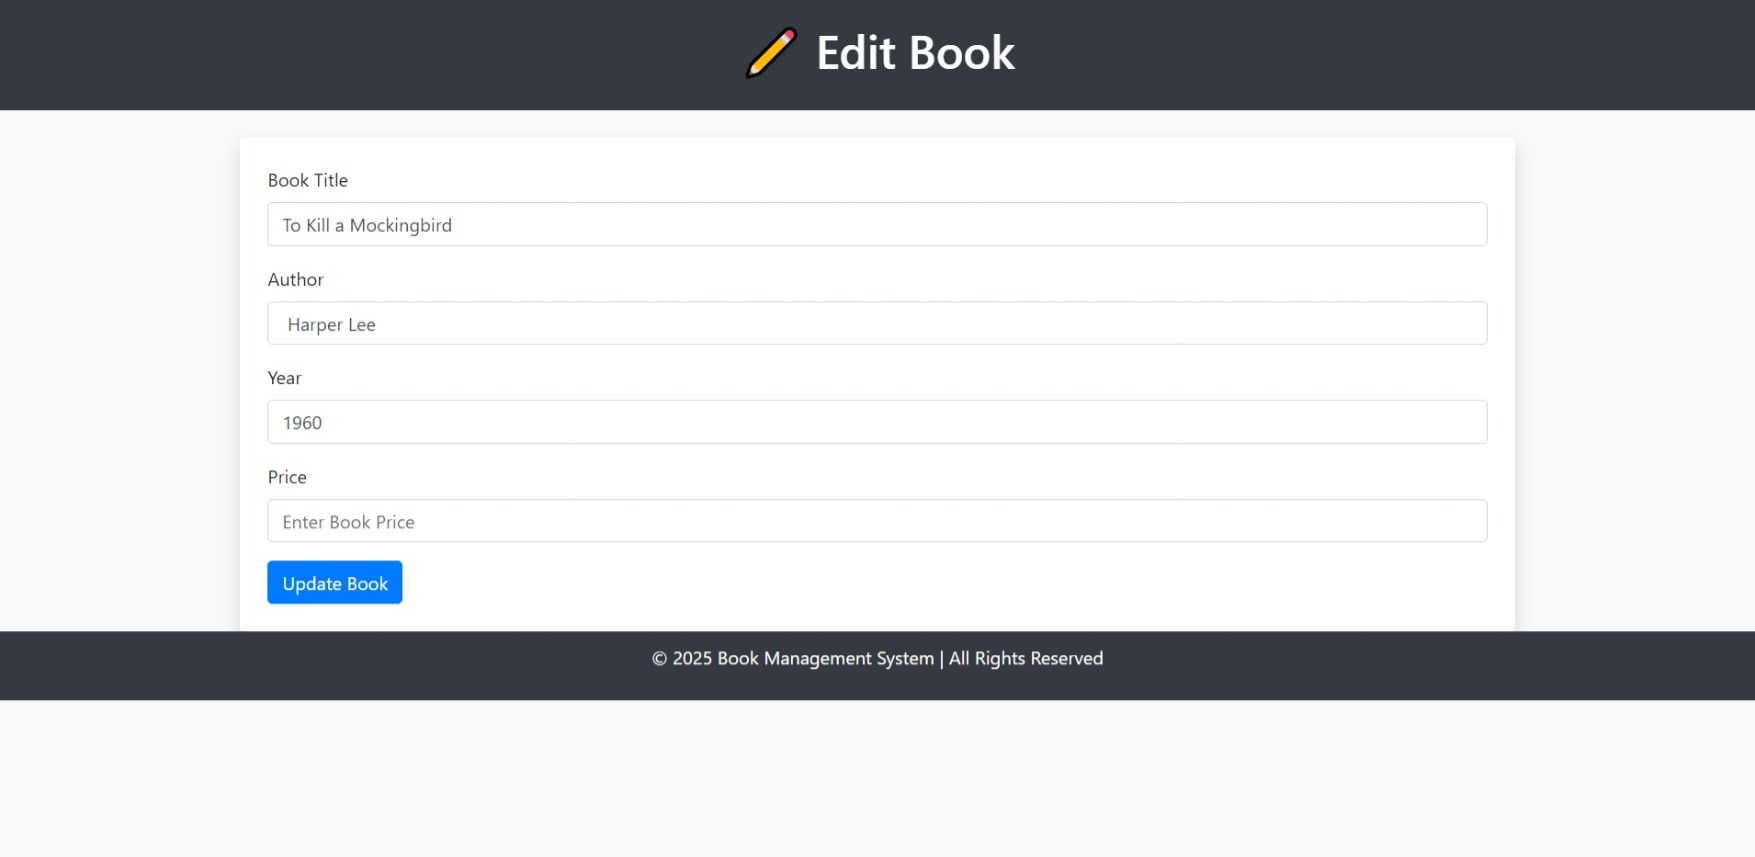 Edit Book
Book Title
To Kill a Mockingbird
Author
Harper Lee
Year
1960
Price
Enter Book Price
Update Book
© 2025 Book Management System | All Rights Reserved